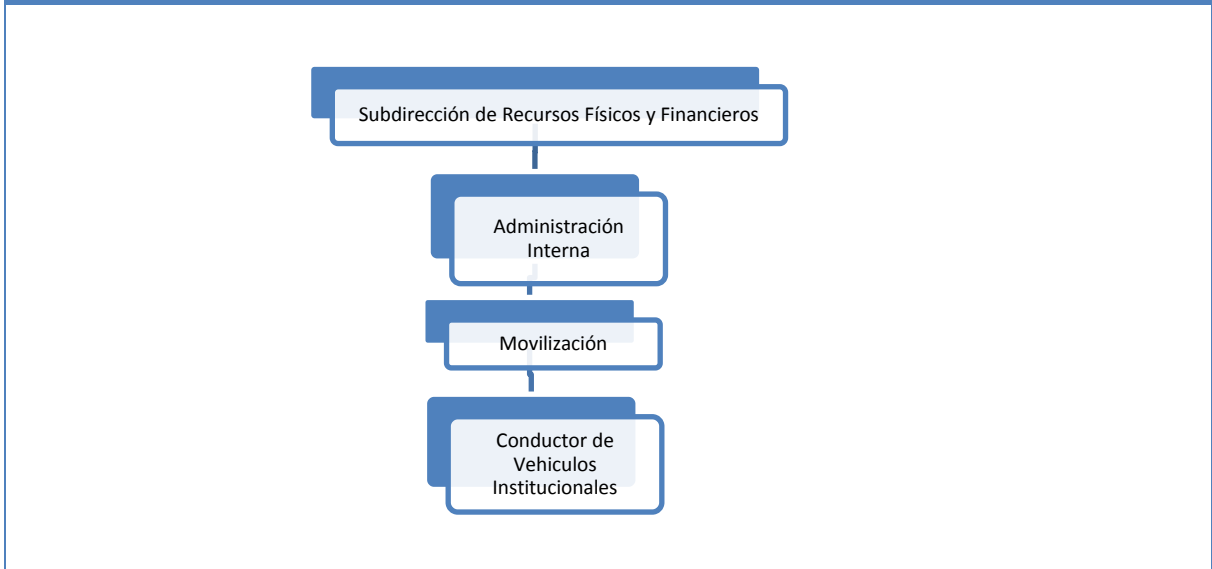 Subdirección de Recursos Físicos y Financieros
Administración
Interna
Movilización
Conductor de
Vehiculos
Institucionales